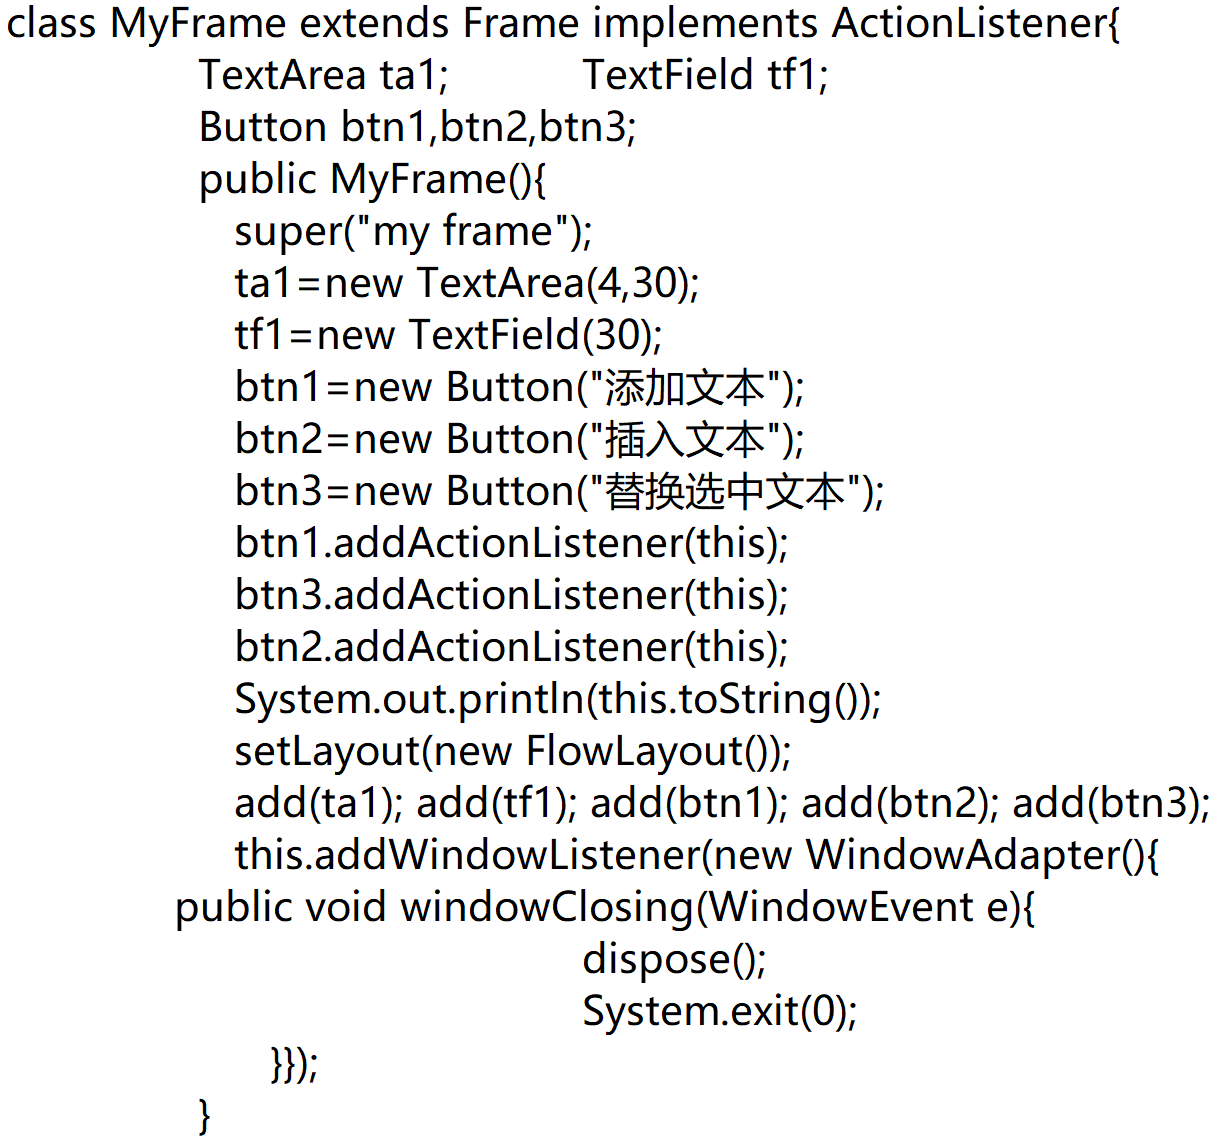 class MyFrame extends Frame implements ActionListener{
TextArea ta1; TextField tf1;
Button btn1,btn2,btn3;
public MyFrame(){
super("my frame");
ta1=new TextArea(4,30);
tf1=new TextField(30);
btn1=new Button("添加文本");
btn2=new Button("插入文本");
btn3=new Button("替换选中文本");
btn1.addActionListener(this);
btn3.addActionListener(this);
btn2.addActionListener(this);
System.out.println(this.toString());
setLayout(new FlowLayout());
add(ta1); add(tf1); add(btn1); add(btn2); add(btn3);
this.addWindowListener(new WindowAdapter(){
public void windowClosing(WindowEvent e){
dispose();
System.exit(0);
}});
}